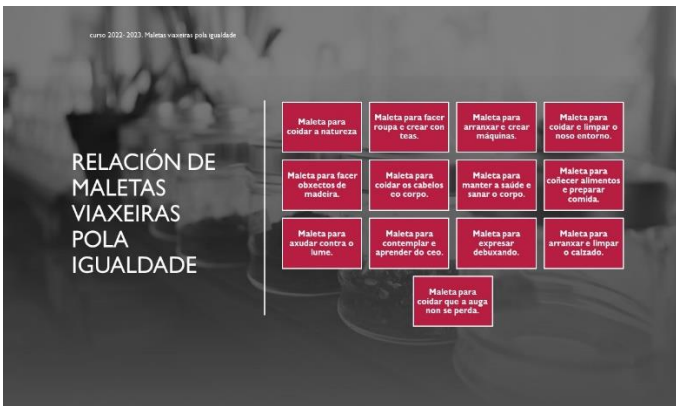 curso 2022- 2023. Maletas viaxeiras pola igualdade
RELACIÓN DE
MALETAS
VIAXEIRAS
POLA
IGUALDADE
Maleta para
coidar a natureza
Maleta para facer
roupa e crear con
teas.
Maleta para
arranxar e crear
máquinas.
Maleta para
coidar e limpar o
noso entorno.
Maleta para facer
obxectos de
madeira.
Maleta para
coidar os cabelos
eo corpo.
Maleta para
manter a saúde e
sanar o corpo.
Maleta para
coñecer alimentos
e preparar
comida.
Maleta para
axudar contra o
lume.
Maleta para
contemplar e
aprender do ceo.
Maleta para
expresar
debuxando.
Maleta para
arranxar e limpar
o calzado.
Maleta para
coidar que a auga
non se perda.